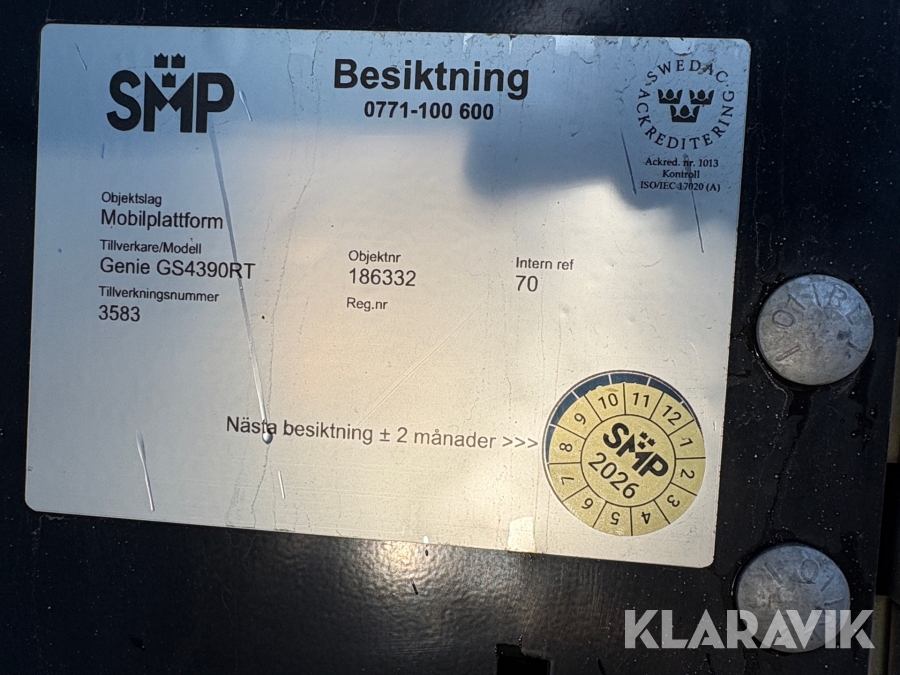 SMP
Besiktning
0771-100 600
SWEDAC
ACKREDITERING
Ackred. nr. 1013
Kontroll
ISO/IEC 17020 (A)
Objektslag
Mobilplattform
Tillverkare/Modell
Genie GS4390RT
Tillverkningsnummer
3583
Objektnr
186332
Reg.nr
Intern ref
70
Nästa besiktning ± 2 månader >>>
1 2 3 4 5 6 7 8 9 10 11 12
SMP
2026
KLARAVIK